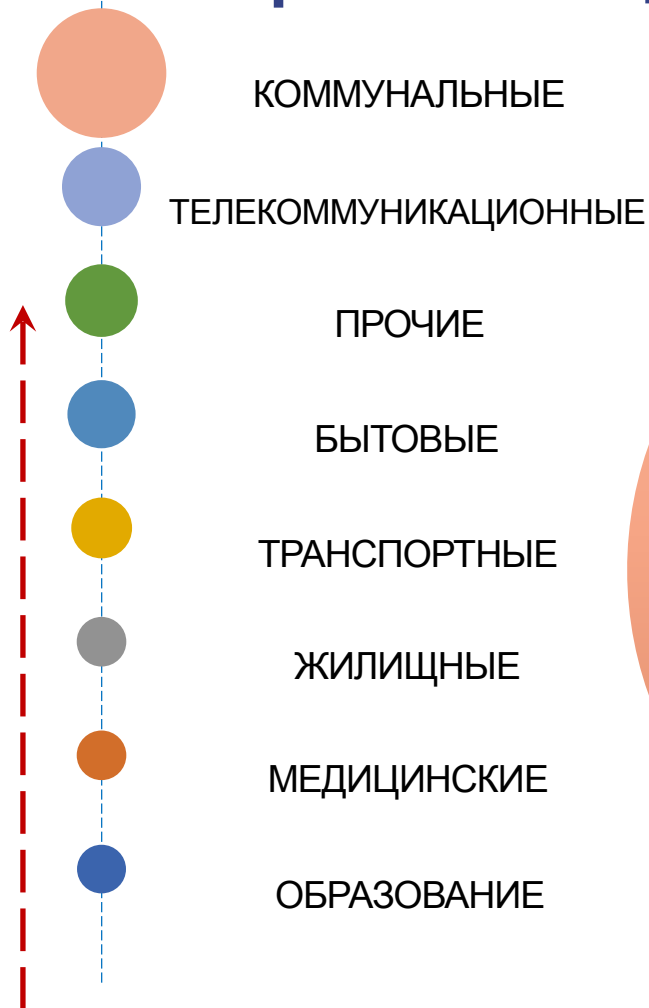 КОММУНАЛЬНЫЕ
ТЕЛЕКОММУНИКАЦИОННЫЕ
ПРОЧИЕ
БЫТОВЫЕ
ТРАНСПОРТНЫЕ
ЖИЛИЩНЫЕ
МЕДИЦИНСКИЕ
ОБРАЗОВАНИЕ